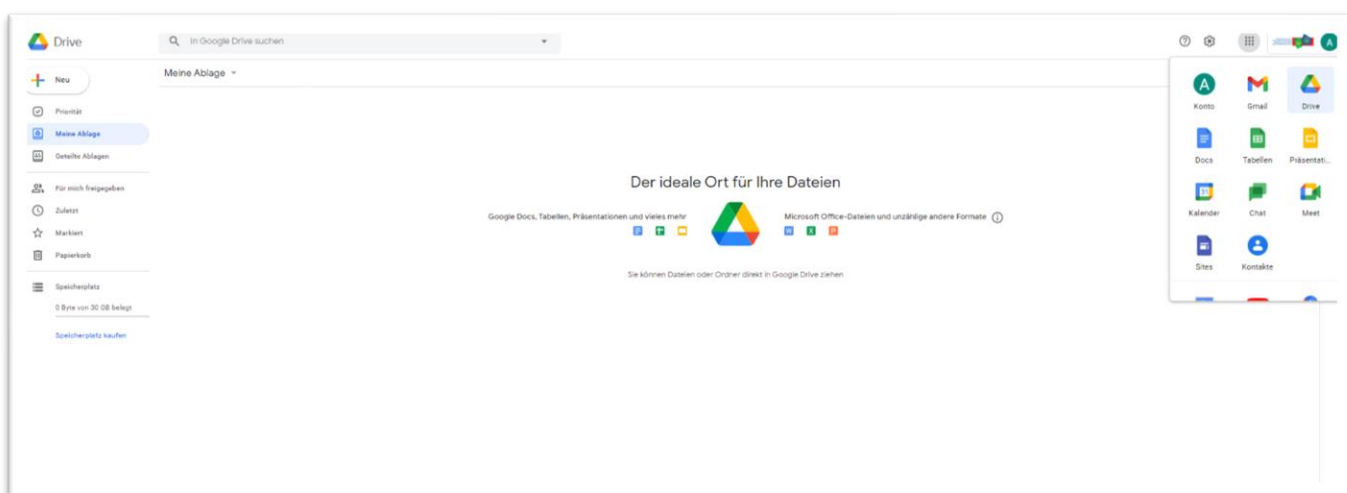 Drive
In Google Drive suchen
A
Neu
Meine Ablage
Priorität
Meine Ablage
Geteilte Ablagen
Für mich freigegeben
Zuletzt
Markiert
Papierkorb
Speicherplatz
0 Byte von 30 GB belegt
Speicherplatz kaufen
Der ideale Ort für Ihre Dateien
Google Docs, Tabellen, Präsentationen und vieles mehr
Microsoft Office-Dateien und unzählige andere Formate
W X P
Sie können Dateien oder Ordner direkt in Google Drive ziehen
A
Konto Gmail Drive
Docs Tabellen Präsentati...
31
Kalender Chat Meet
Sites Kontakte